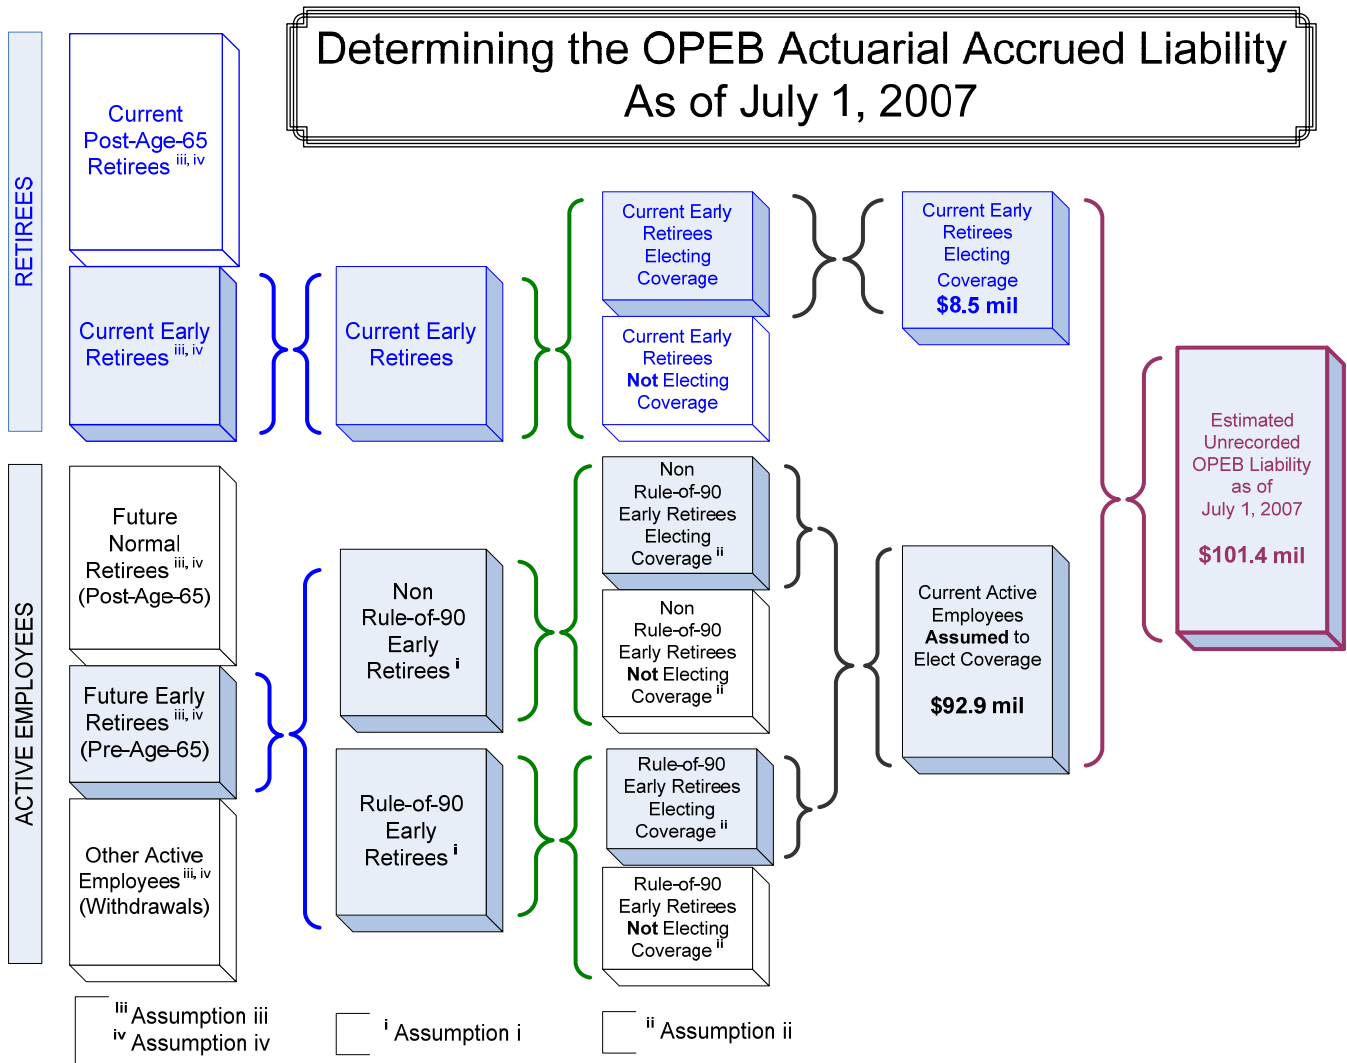 Determining the OPEB Actuarial Accrued Liability
As of July 1, 2007
RETIREES
Current
Post-Age-65
Retirees iii, iv
Current Early
Retirees iii, iv
Current Early
Retirees
Current Early
Retirees
Electing
Coverage
Current Early
Retirees
Not Electing
Coverage
Current Early
Retirees
Electing
Coverage
$8.5 mil
ACTIVE EMPLOYEES
Future
Normal
Retirees iii, iv
(Post-Age-65)
Future Early
Retirees iii, iv
(Pre-Age-65)
Other Active
Employees iii, iv
(Withdrawals)
Non
Rule-of-90
Early
Retirees i
Rule-of-90
Early
Retirees i
Non
Rule-of-90
Early Retirees
Electing
Coverage ii
Non
Rule-of-90
Early Retirees
Not Electing
Coverage ii
Rule-of-90
Early Retirees
Electing
Coverage ii
Rule-of-90
Early Retirees
Not Electing
Coverage ii
Current Active
Employees
Assumed to
Elect Coverage
$92.9 mil
Estimated
Unrecorded
OPEB Liability
as of
July 1, 2007
$101.4 mil
Iii Assumption iii
iv Assumption iv
i Assumption i
ii Assumption ii